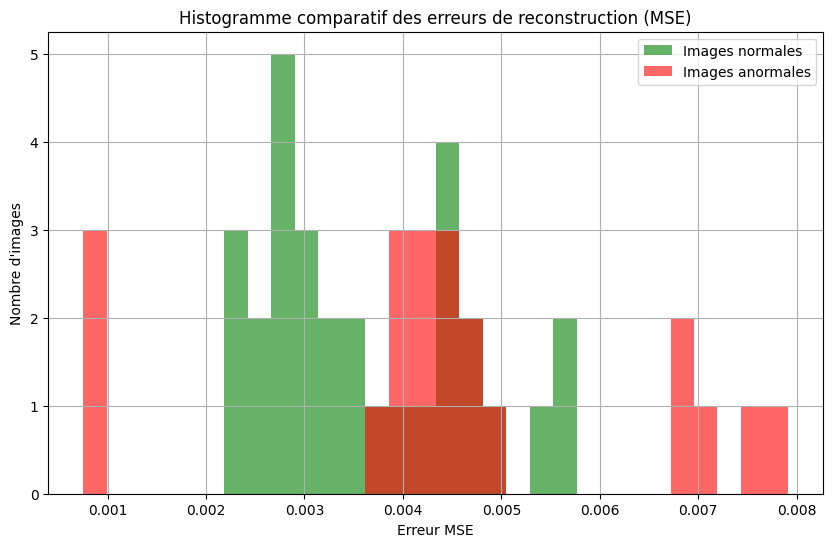 Histogramme comparatif des erreurs de reconstruction (MSE)
Images normales
Images anormales
Nombre d'images
5
4
3
2
1
0
0.001 0.002 0.003 0.004 0.005 0.006 0.007 0.008
Erreur MSE